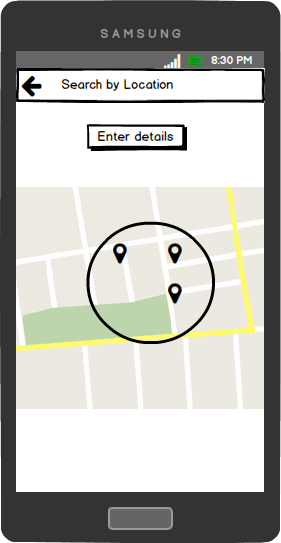 SAMSUNG
8:30 PM
Search by Location
Enter details